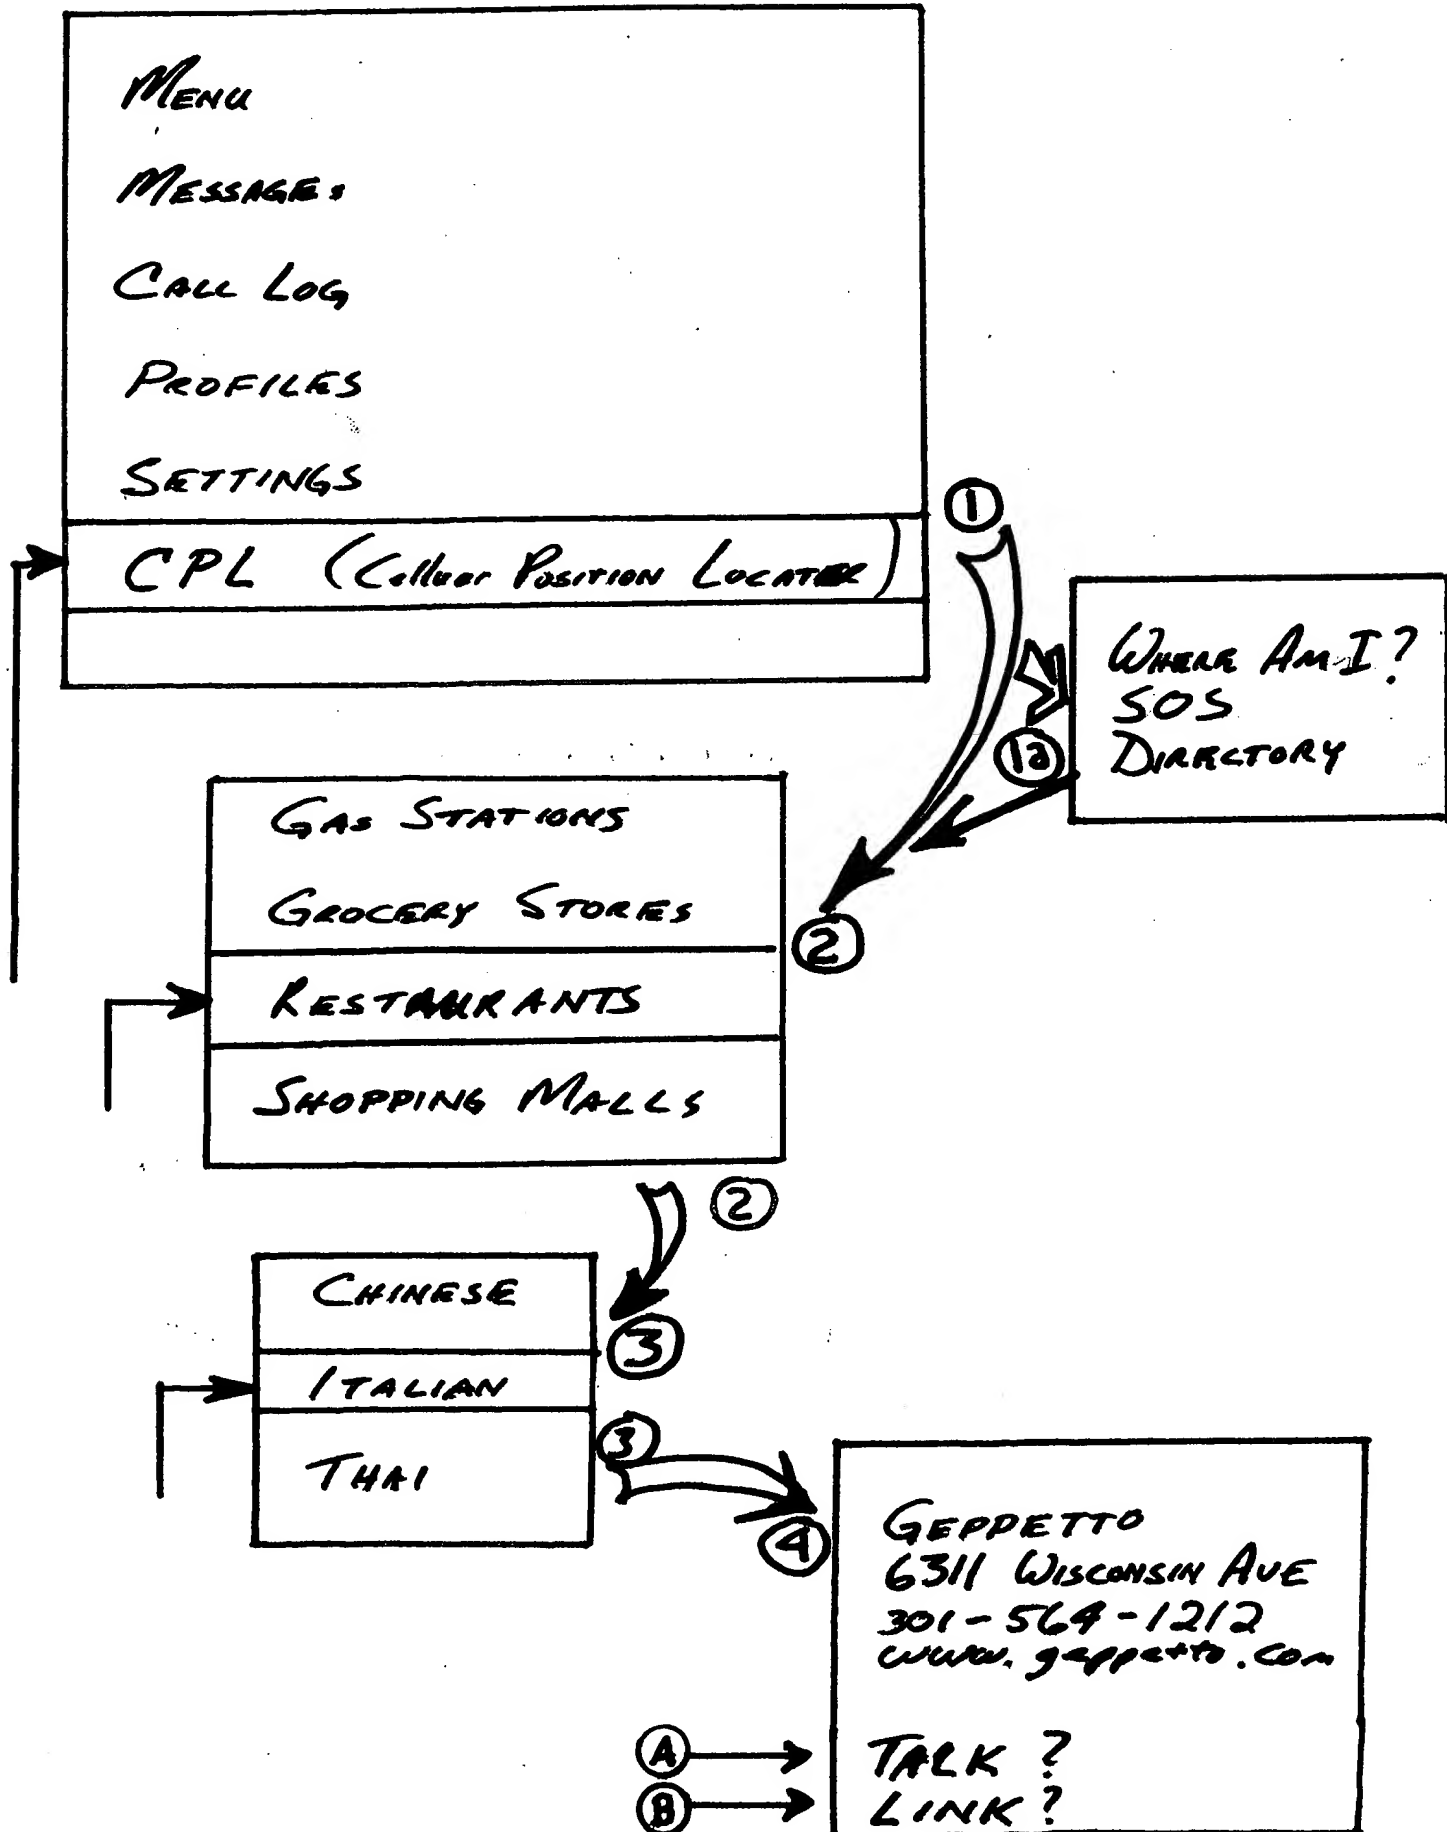 MENU
MESSAGES
CALL LOG
PROFILES
SETTINGS
1
CPL (Celluar POSITION LOCATER)
WHERE AM I?
SOS
DIRECTORY
1a
GAS STATIONS
GROCERY STORES
2
RESTAURANTS
SHOPPING MALLS
2
CHINESE
3
ITALIAN
3
THAI
4
GEPPETTO
6311 WISCONSIN AVE
301-564-1212
www.geppetto.com
A TALK?
B LINK?